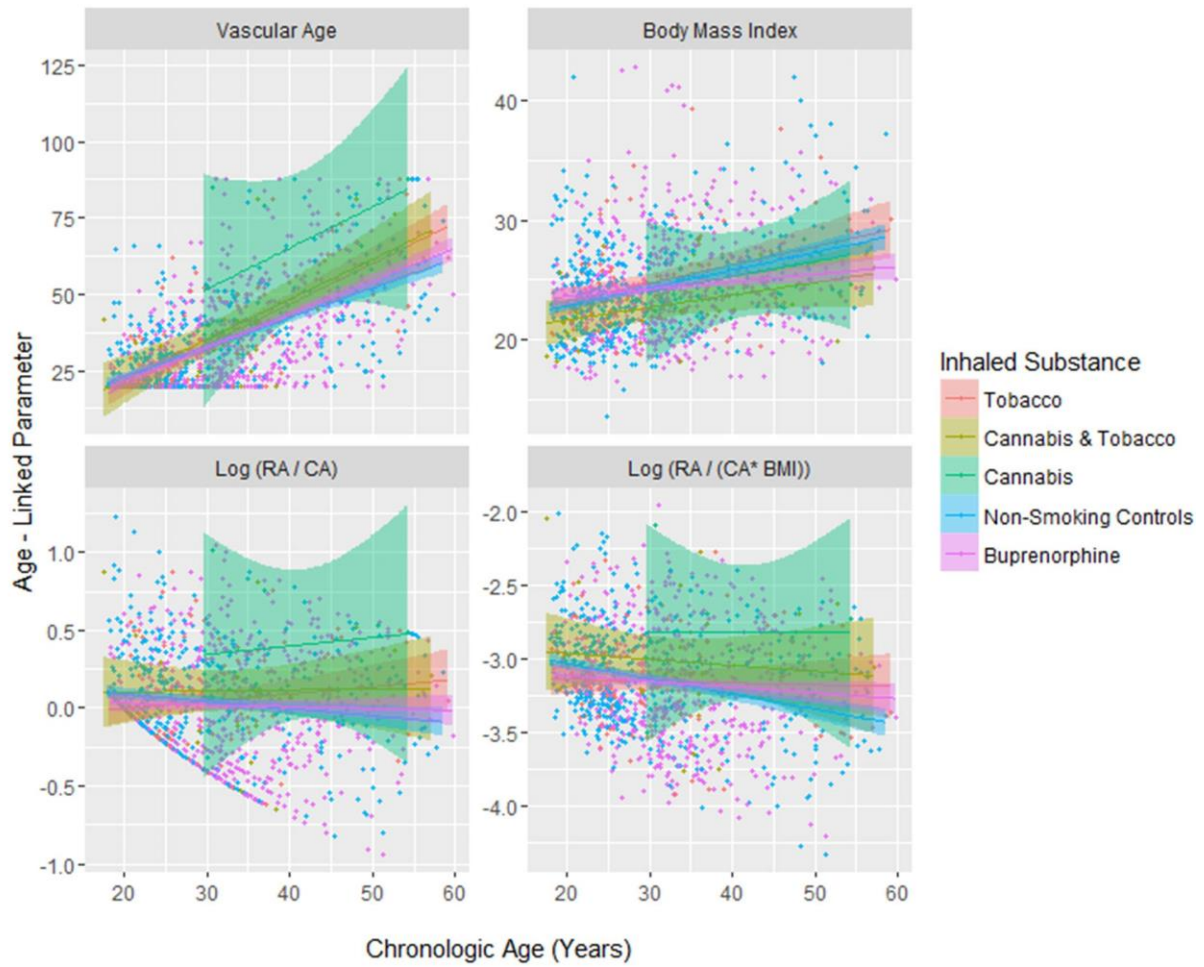 Vascular Age
Body Mass Index
125
100
75
50
25
40
30
20
Age - Linked Parameter
Log (RA / CA)
Log (RA / (CA* BMI))
1.0
0.5
0.0
-0.5
-1.0
-2.0
-2.5
-3.0
-3.5
-4.0
20 30 40 50 60
20 30 40 50 60
Chronologic Age (Years)
Inhaled Substance
Tobacco
Cannabis & Tobacco
Cannabis
Non-Smoking Controls
Buprenorphine